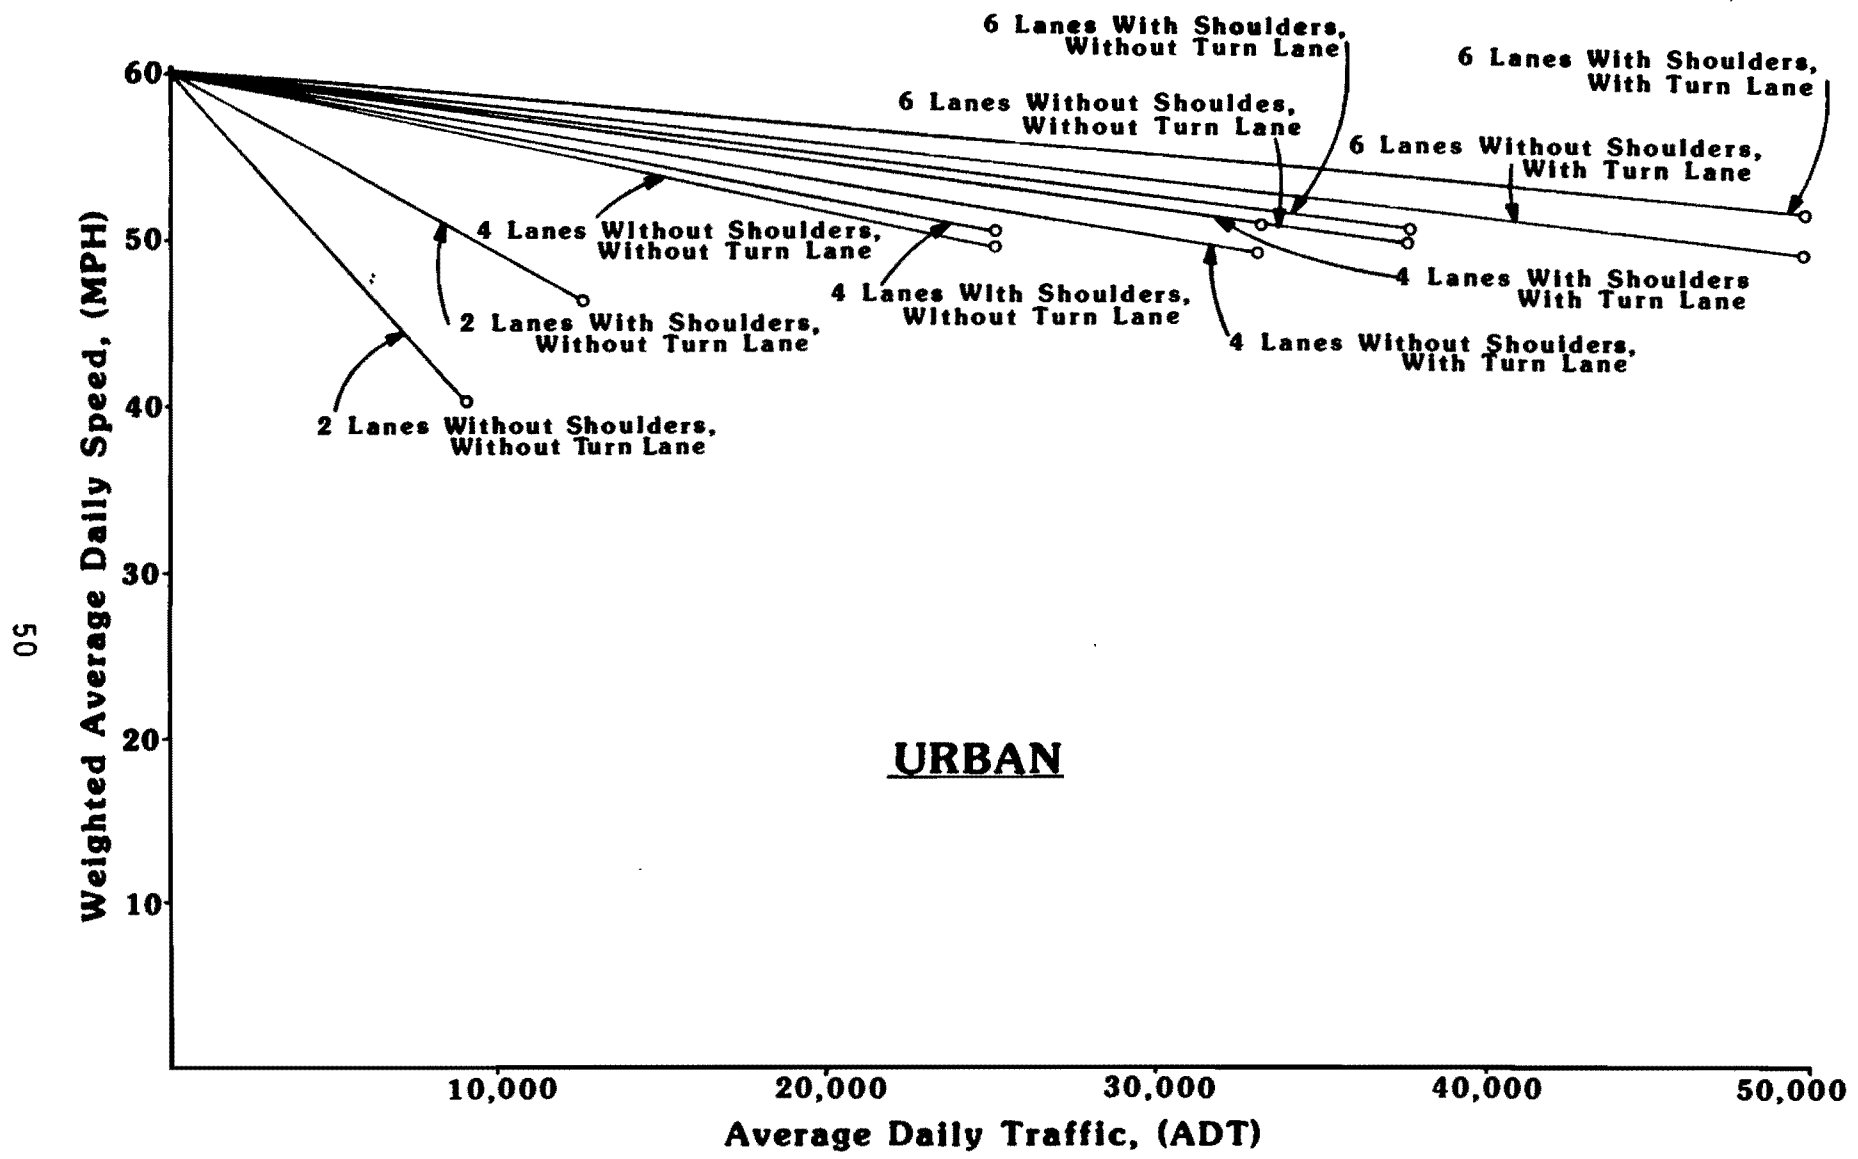 6 Lanes With Shoulders,
Without Turn Lane
6 Lanes With Shoulders,
With Turn Lane
6 Lanes Without Shouldes,
Without Turn Lane
6 Lanes Without Shoulders,
With Turn Lane
4 Lanes Without Shoulders,
Without Turn Lane
4 Lanes With Shoulders,
Without Turn Lane
4 Lanes With Shoulders
With Turn Lane
2 Lanes With Shoulders,
Without Turn Lane
4 Lanes Without Shoulders,
With Turn Lane
2 Lanes Without Shoulders,
Without Turn Lane
60
50
40
30
20
10
Weighted Average Daily Speed, (MPH)
50
URBAN
10,000
20,000
30,000
40,000
50,000
Average Daily Traffic, (ADT)